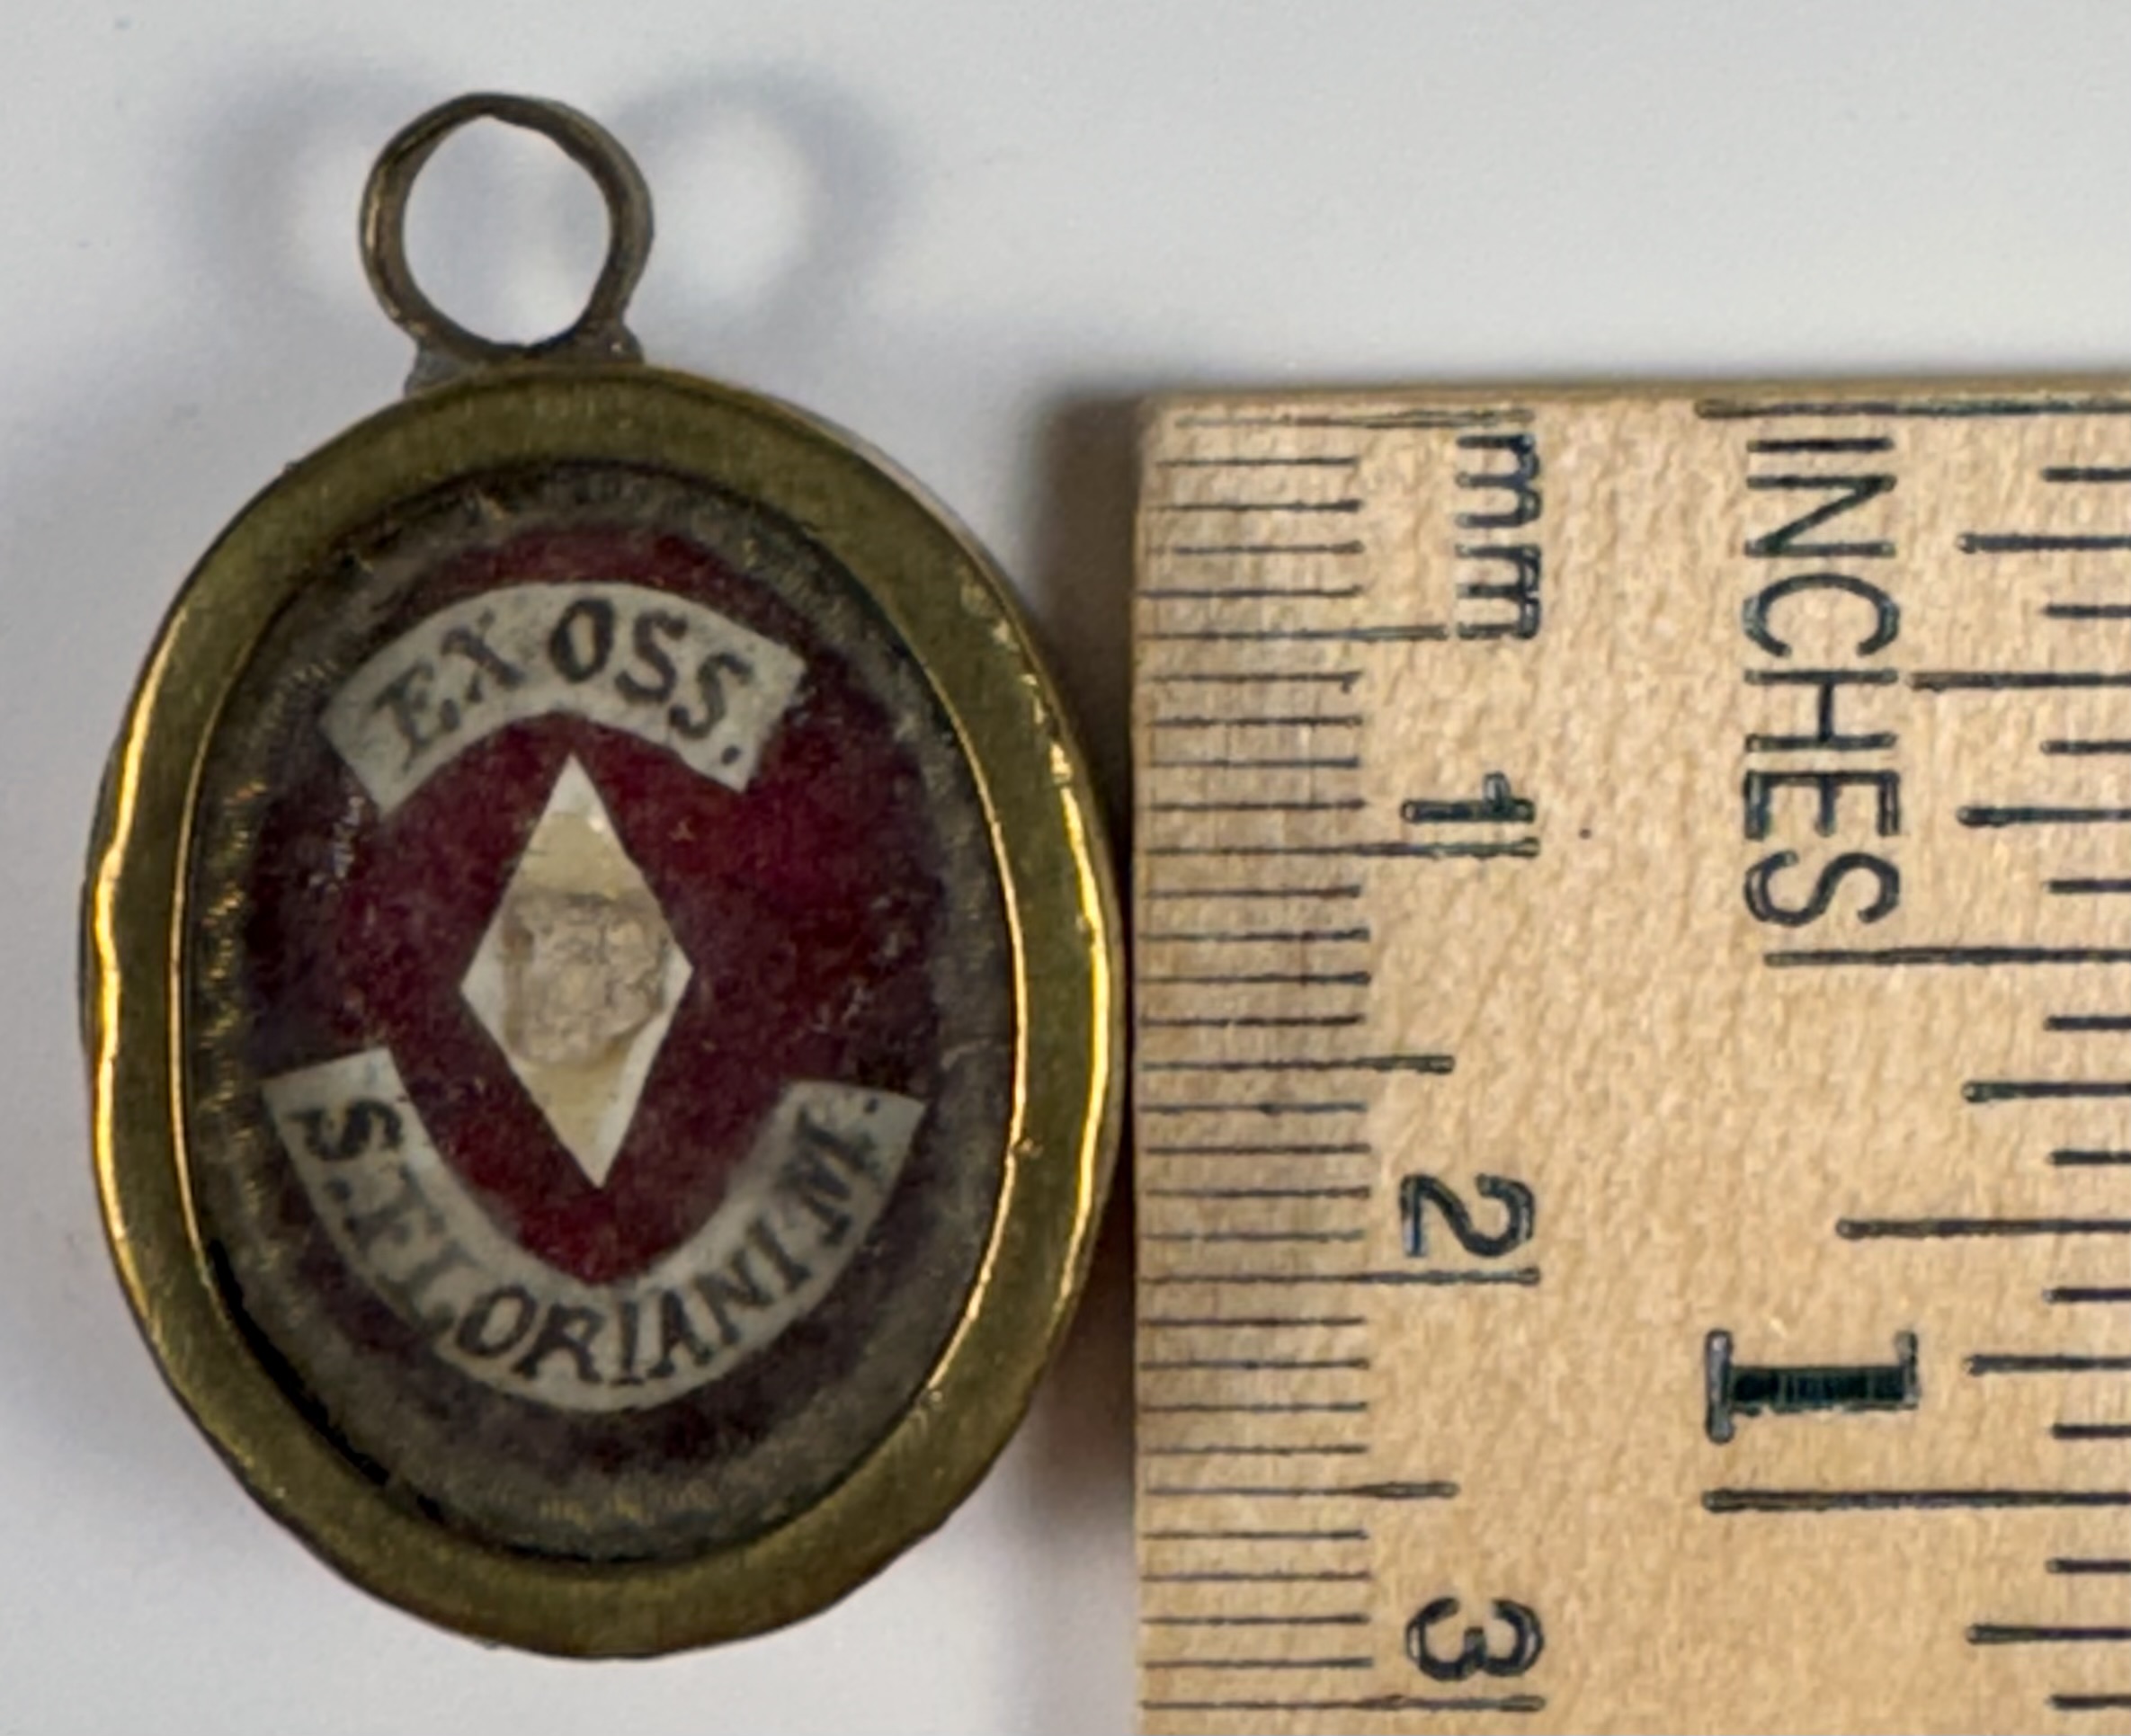 EX OSS.
S. FLORIANI M.
mm
1
2
3
INCHES
1